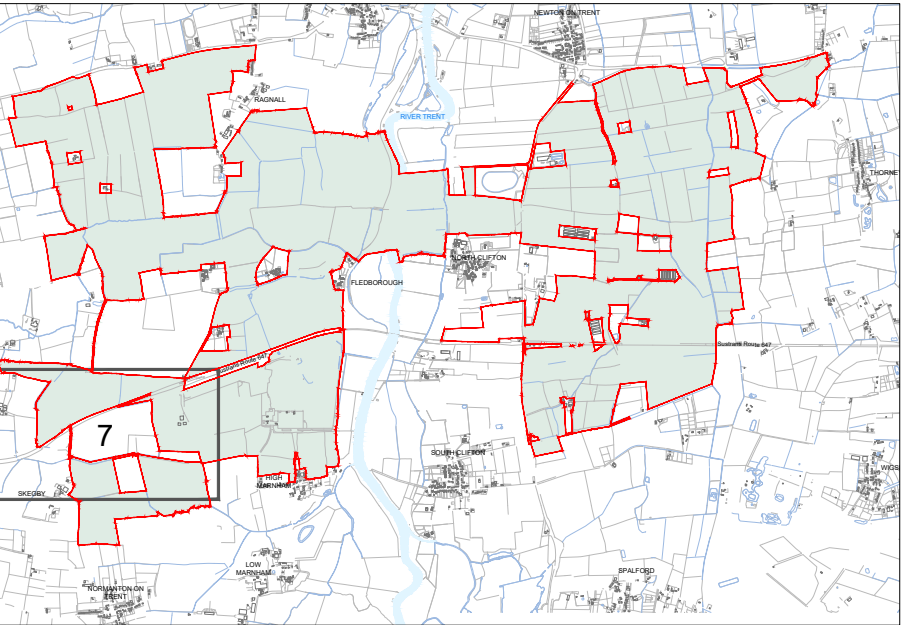 NEWTON ON TRENT
RAGNALL
RIVER TRENT
THORNEY
NORTH CLIFTON
FLEDBOROUGH
Sustrans Route 647
Sustrans Route 647
7
SOUTH CLIFTON
WIGS
HIGH
MARNHAM
SKEGBY
LOW
MARNHAM
SPALFORD
NORMANTON ON
TRENT